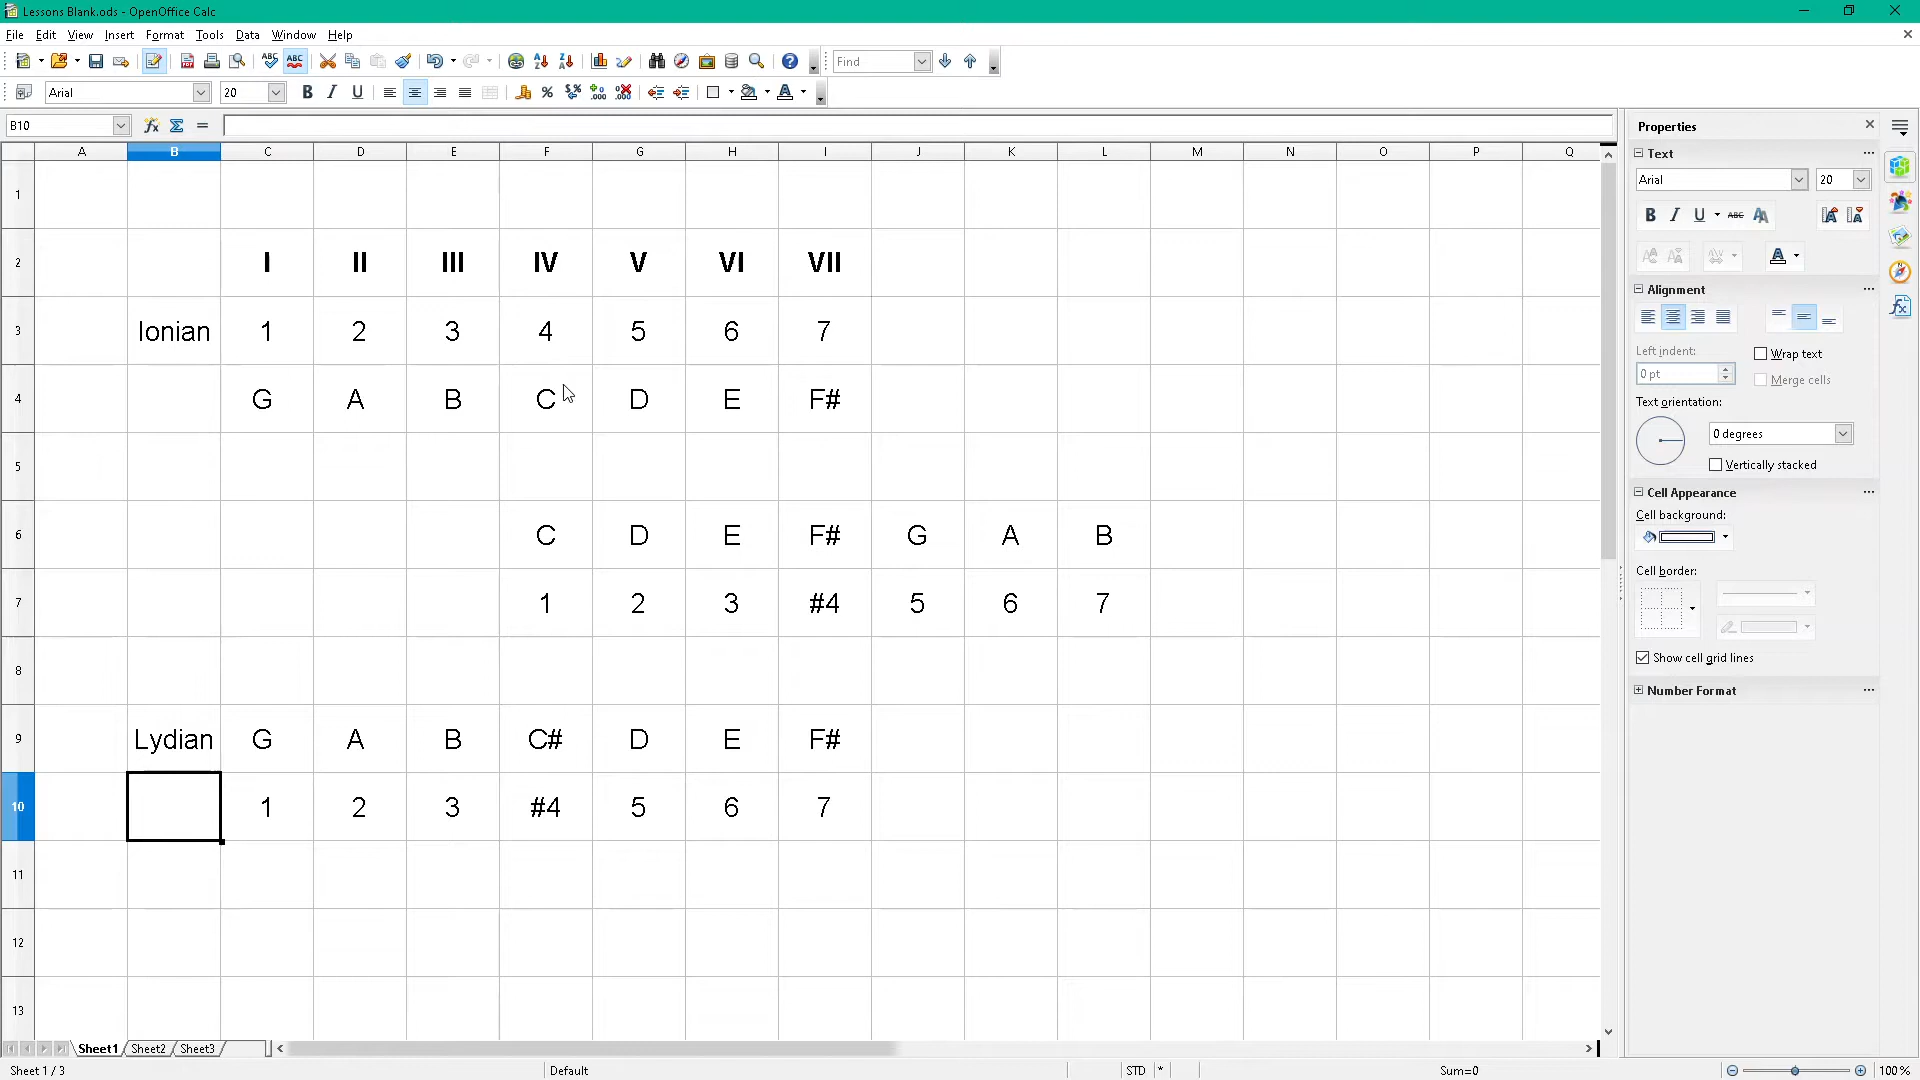 Lessons Blank.ods - OpenOffice Calc
File Edit View Insert Format Tools Data Window Help
Find
Arial 20
B10
Properties
A B C D E F G H I J K L M N O P Q
Text
Arial 20
1
2 I II III IV V VI VII
Alignment
3 Ionian 1 2 3 4 5 6 7
Left indent: Wrap text
0 pt Merge cells
4 G A B C D E F#
Text orientation:
0 degrees
Vertically stacked
5
Cell Appearance
Cell background:
6 C D E F# G A B
Cell border:
7 1 2 3 #4 5 6 7
Show cell grid lines
8
Number Format
9 Lydian G A B C# D E F#
10 1 2 3 #4 5 6 7
11
12
13
Sheet1 Sheet2 Sheet3
Sheet 1 / 3 Default STD * Sum=0 100%